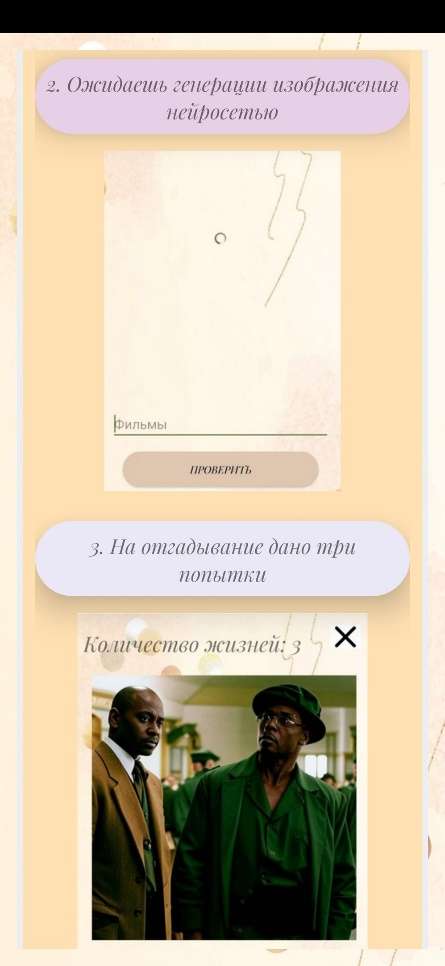 2. Ожидаешь генерации изображения
нейросетью
Фильмы
ПРОВЕРИТЬ
3. На отгадывание дано три
попытки
Количество жизней: 3